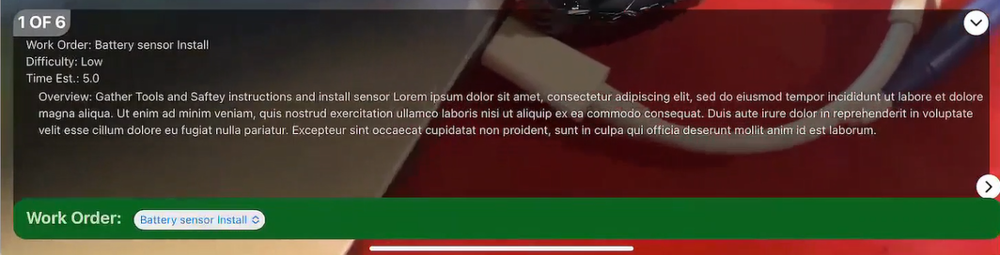 1 OF 6
Work Order: Battery sensor Install
Difficulty: Low
Time Est.: 5.0
Overview: Gather Tools and Saftey instructions and install sensor Lorem ipsum dolor sit amet, consectetur adipiscing elit, sed do eiusmod tempor incididunt ut labore et dolore
magna aliqua. Ut enim ad minim veniam, quis nostrud exercitation ullamco laboris nisi ut aliquip ex ea commodo consequat. Duis aute irure dolor in reprehenderit in voluptate
velit esse cillum dolore eu fugiat nulla pariatur. Excepteur sint occaecat cupidatat non proident, sunt in culpa qui officia deserunt mollit anim id est laborum.
Work Order: Battery sensor Install